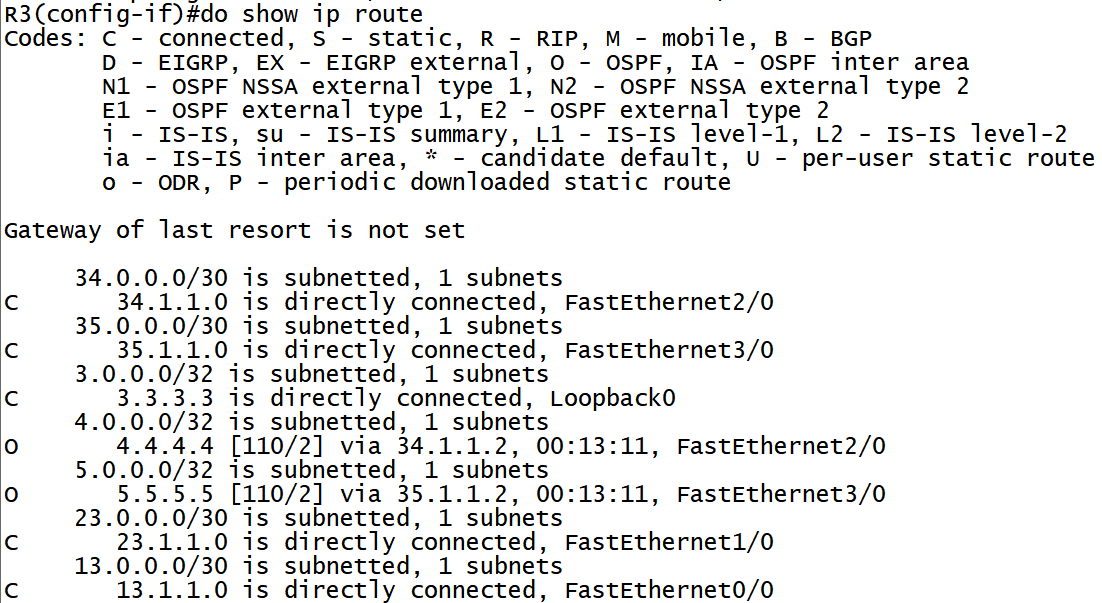 R3(config-if)#do show ip route
Codes: C - connected, S - static, R - RIP, M - mobile, B - BGP
       D - EIGRP, EX - EIGRP external, O - OSPF, IA - OSPF inter area
       N1 - OSPF NSSA external type 1, N2 - OSPF NSSA external type 2
       E1 - OSPF external type 1, E2 - OSPF external type 2
       i - IS-IS, su - IS-IS summary, L1 - IS-IS level-1, L2 - IS-IS level-2
       ia - IS-IS inter area, * - candidate default, U - per-user static route
       o - ODR, P - periodic downloaded static route

Gateway of last resort is not set

     34.0.0.0/30 is subnetted, 1 subnets
C       34.1.1.0 is directly connected, FastEthernet2/0
     35.0.0.0/30 is subnetted, 1 subnets
C       35.1.1.0 is directly connected, FastEthernet3/0
     3.0.0.0/32 is subnetted, 1 subnets
C       3.3.3.3 is directly connected, Loopback0
     4.0.0.0/32 is subnetted, 1 subnets
O       4.4.4.4 [110/2] via 34.1.1.2, 00:13:11, FastEthernet2/0
     5.0.0.0/32 is subnetted, 1 subnets
O       5.5.5.5 [110/2] via 35.1.1.2, 00:13:11, FastEthernet3/0
     23.0.0.0/30 is subnetted, 1 subnets
C       23.1.1.0 is directly connected, FastEthernet1/0
     13.0.0.0/30 is subnetted, 1 subnets
C       13.1.1.0 is directly connected, FastEthernet0/0